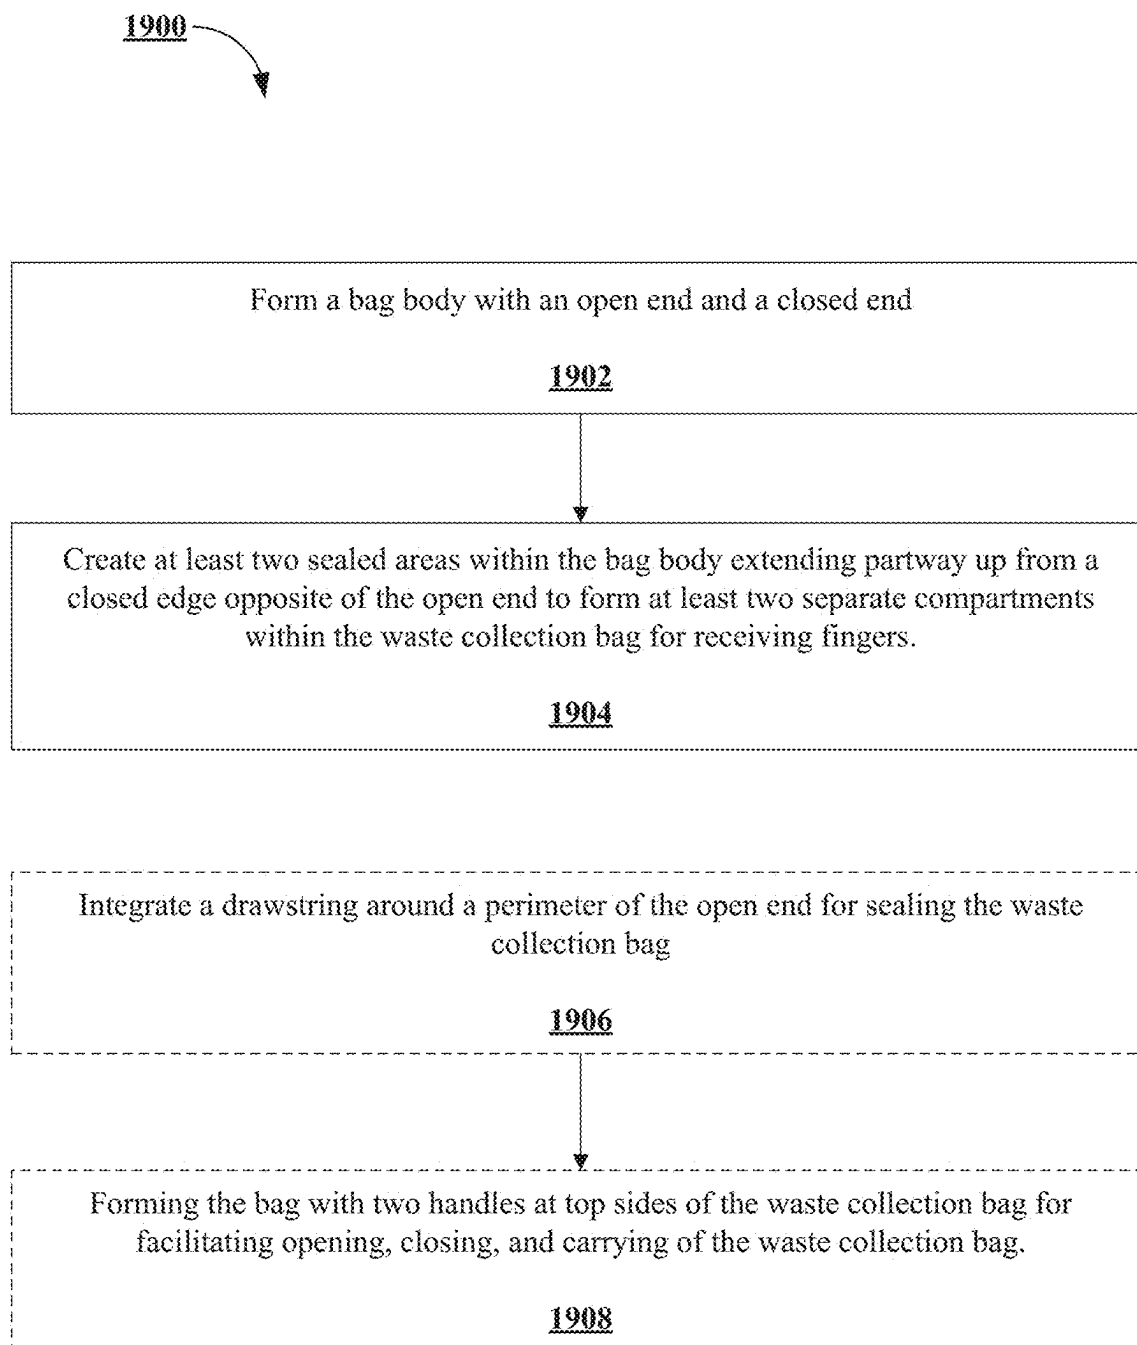 1900
Form a bag body with an open end and a closed end
1902
Create at least two sealed areas within the bag body extending partway up from a
closed edge opposite of the open end to form at least two separate compartments
within the waste collection bag for receiving fingers.
1904
Integrate a drawstring around a perimeter of the open end for sealing the waste
collection bag
1906
Forming the bag with two handles at top sides of the waste collection bag for
facilitating opening, closing, and carrying of the waste collection bag.
1908